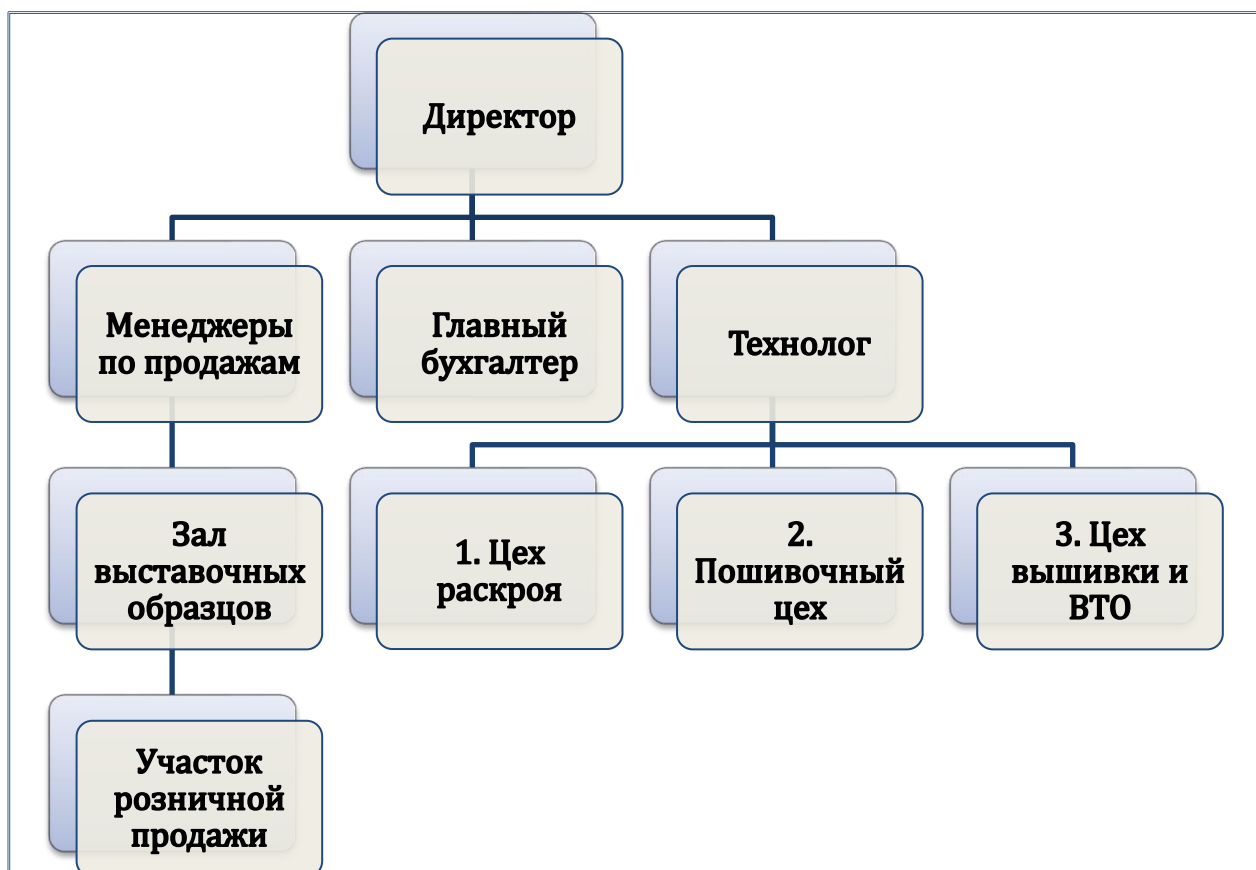 Директор
Менеджеры
по продажам
Главный
бухгалтер
Технолог
Зал
выставочных
образцов
1. Цех
раскроя
2.
Пошивочный
цех
3. Цех
вышивки и
ВТО
Участок
розничной
продажи